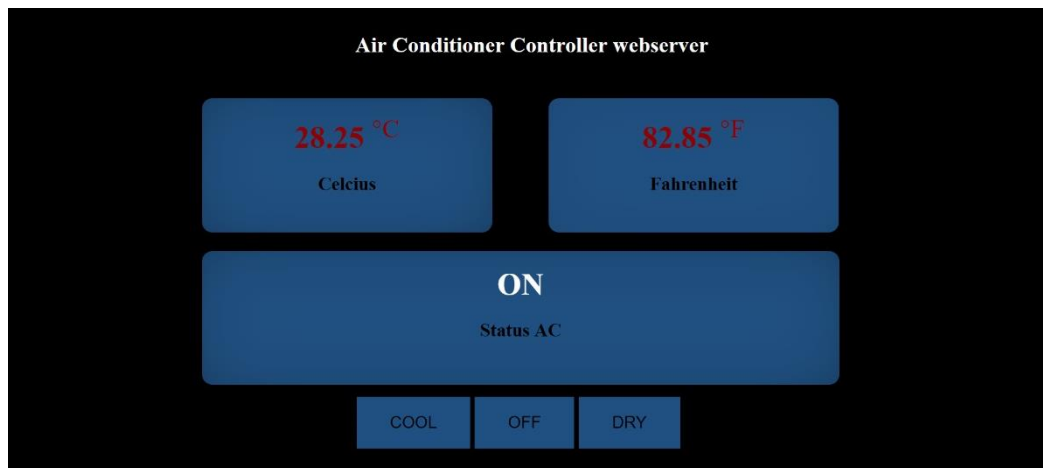 Air Conditioner Controller webserver
28.25 °C
Celcius
82.85 °F
Fahrenheit
ON
Status AC
COOL
OFF
DRY